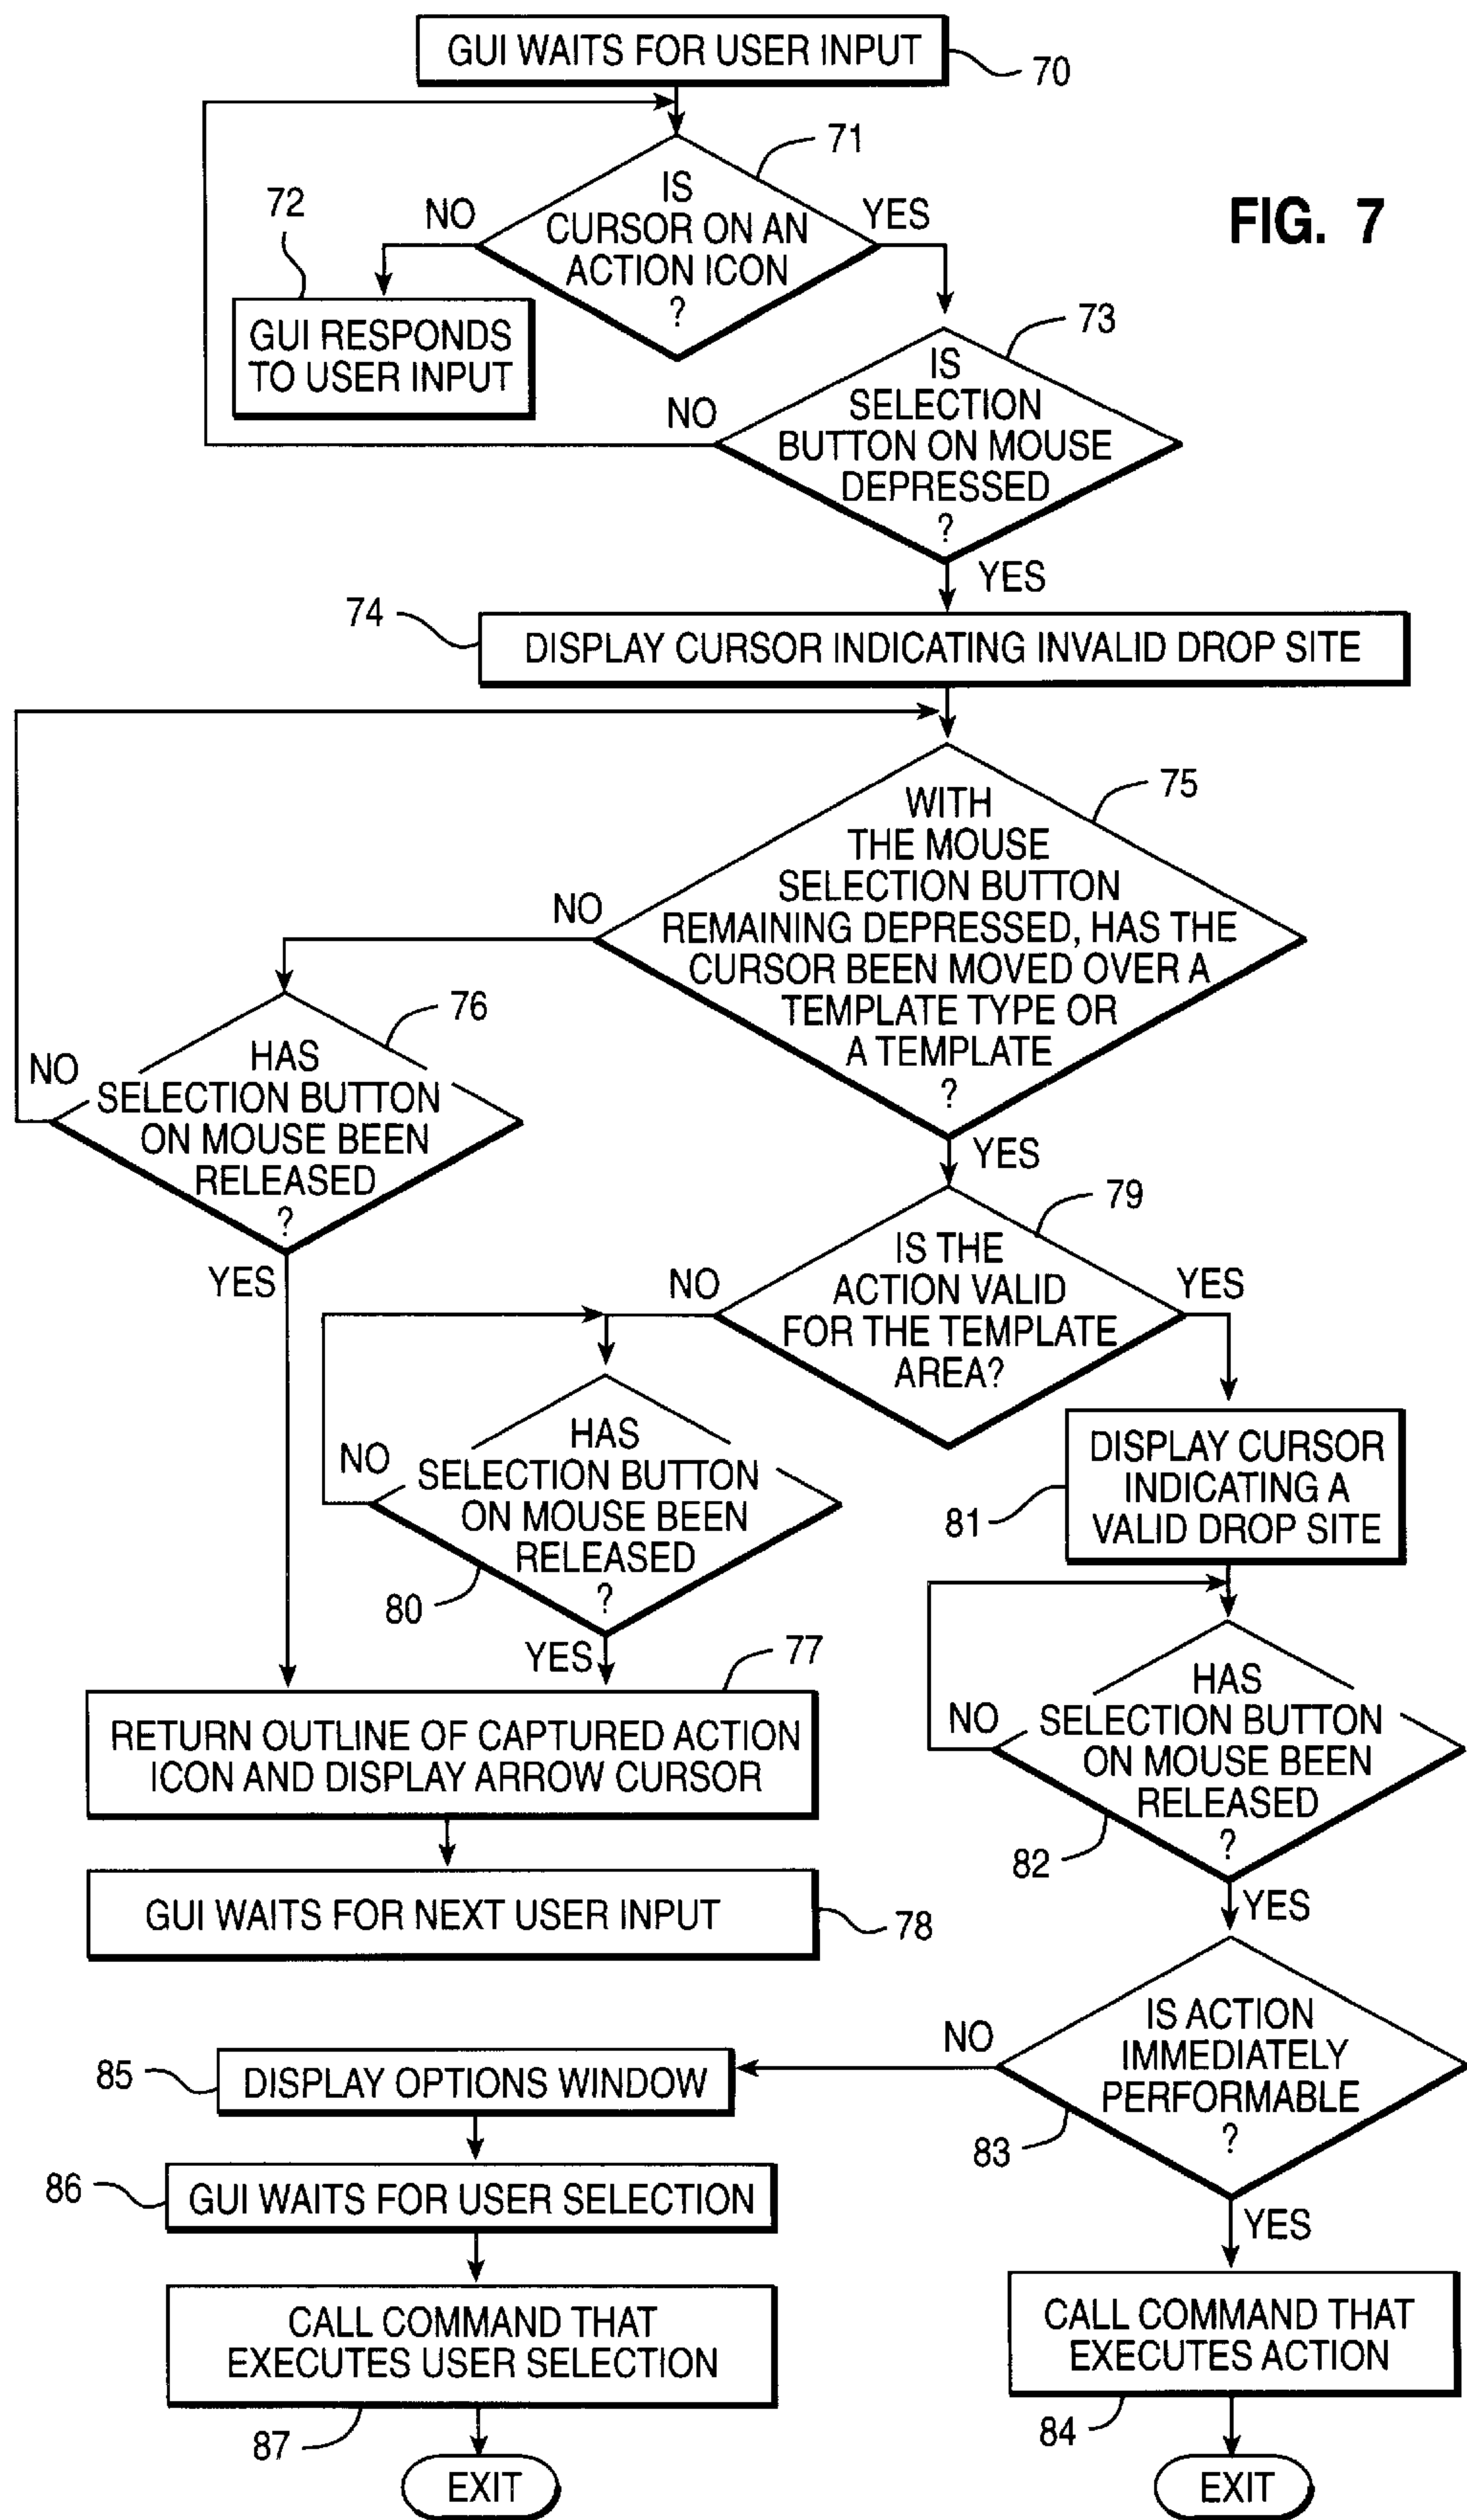 GUI WAITS FOR USER INPUT
70
71
IS
CURSOR ON AN
ACTION ICON
?
NO
YES
72
FIG. 7
GUI RESPONDS
TO USER INPUT
73
IS
SELECTION
BUTTON ON MOUSE
DEPRESSED
?
NO
YES
74
DISPLAY CURSOR INDICATING INVALID DROP SITE
75
WITH
THE MOUSE
SELECTION BUTTON
REMAINING DEPRESSED, HAS THE
CURSOR BEEN MOVED OVER A
TEMPLATE TYPE OR
A TEMPLATE
?
NO
YES
76
HAS
SELECTION BUTTON
ON MOUSE BEEN
RELEASED
?
NO
YES
79
IS THE
ACTION VALID
FOR THE TEMPLATE
AREA?
NO
YES
HAS
SELECTION BUTTON
ON MOUSE BEEN
RELEASED
?
NO
80
YES
DISPLAY CURSOR
INDICATING A
VALID DROP SITE
81
77
RETURN OUTLINE OF CAPTURED ACTION
ICON AND DISPLAY ARROW CURSOR
HAS
SELECTION BUTTON
ON MOUSE BEEN
RELEASED
?
NO
82
YES
GUI WAITS FOR NEXT USER INPUT
78
IS ACTION
IMMEDIATELY
PERFORMABLE
?
NO
83
YES
85
DISPLAY OPTIONS WINDOW
86
GUI WAITS FOR USER SELECTION
CALL COMMAND THAT
EXECUTES USER SELECTION
87
EXIT
CALL COMMAND THAT
EXECUTES ACTION
84
EXIT